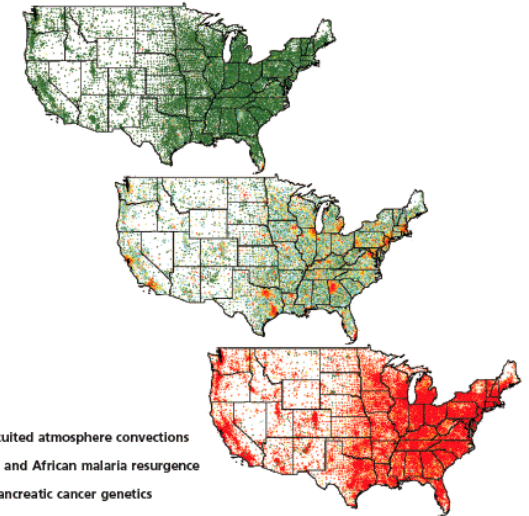 uited atmosphere convections
and African malaria resurgence
ancreatic cancer genetics